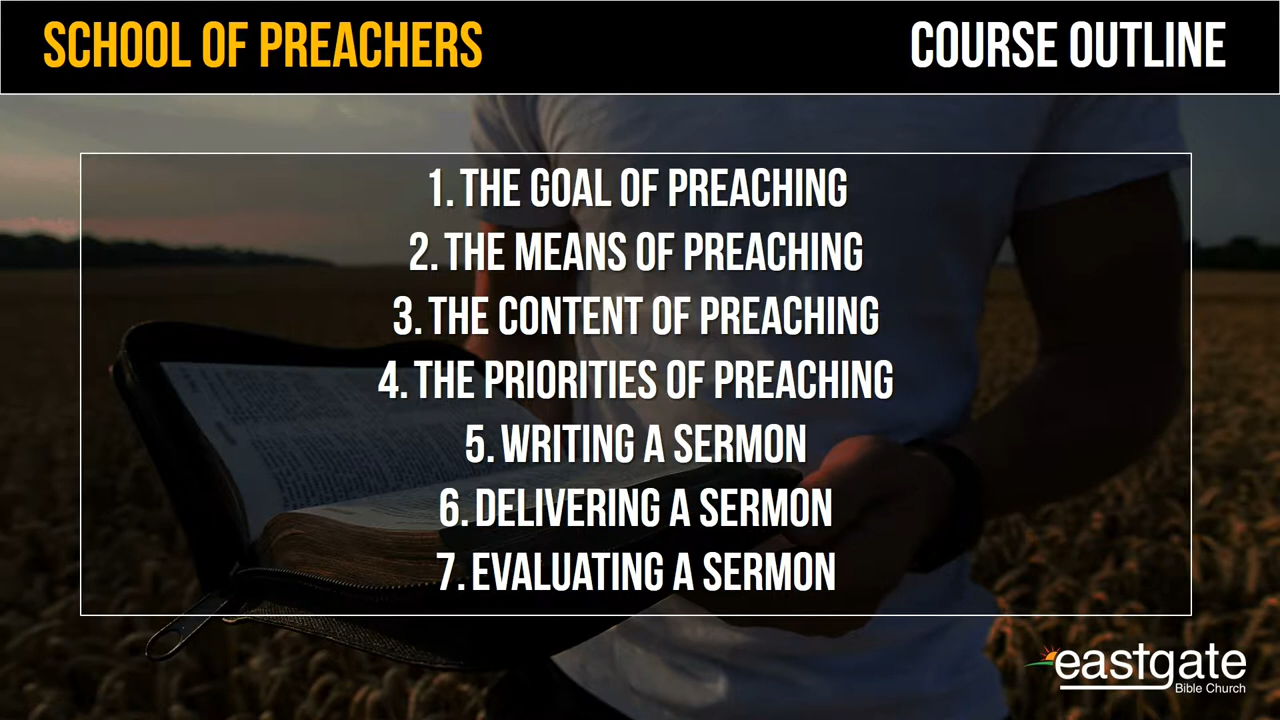 SCHOOL OF PREACHERS
COURSE OUTLINE
1. THE GOAL OF PREACHING
2. THE MEANS OF PREACHING
3. THE CONTENT OF PREACHING
4. THE PRIORITIES OF PREACHING
5. WRITING A SERMON
6. DELIVERING A SERMON
7. EVALUATING A SERMON
eastgate
Bible Church